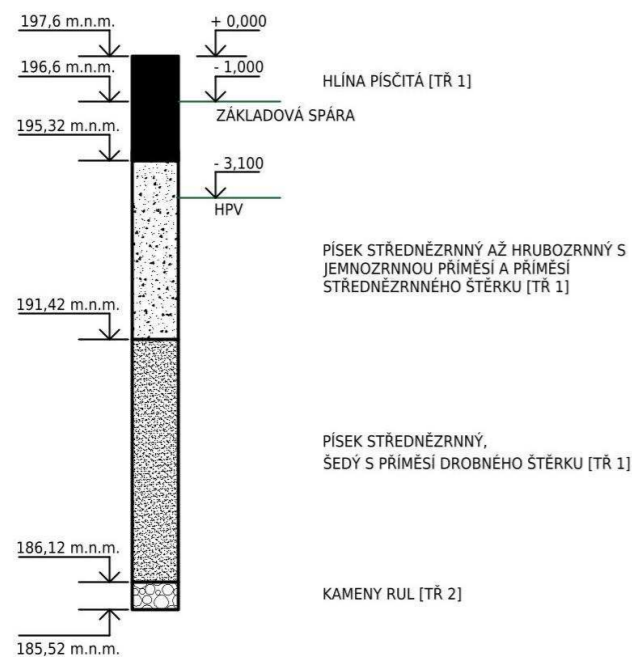 197,6 m.n.m.
+ 0,000
196,6 m.n.m.
- 1,000
HLÍNA PÍSČITÁ [TŘ 1]
ZÁKLADOVÁ SPÁRA
195,32 m.n.m.
- 3,100
HPV
PÍSEK STŘEDNĚZRNNÝ AŽ HRUBOZRNNÝ S
JEMNOZRNNOU PŘÍMĚSÍ A PŘÍMĚSÍ
STŘEDNĚZRNNÉHO ŠTĚRKU [TŘ 1]
191,42 m.n.m.
PÍSEK STŘEDNĚZRNNÝ,
ŠEDÝ S PŘÍMĚSÍ DROBNÉHO ŠTĚRKU [TŘ 1]
186,12 m.n.m.
KAMENY RUL [TŘ 2]
185,52 m.n.m.